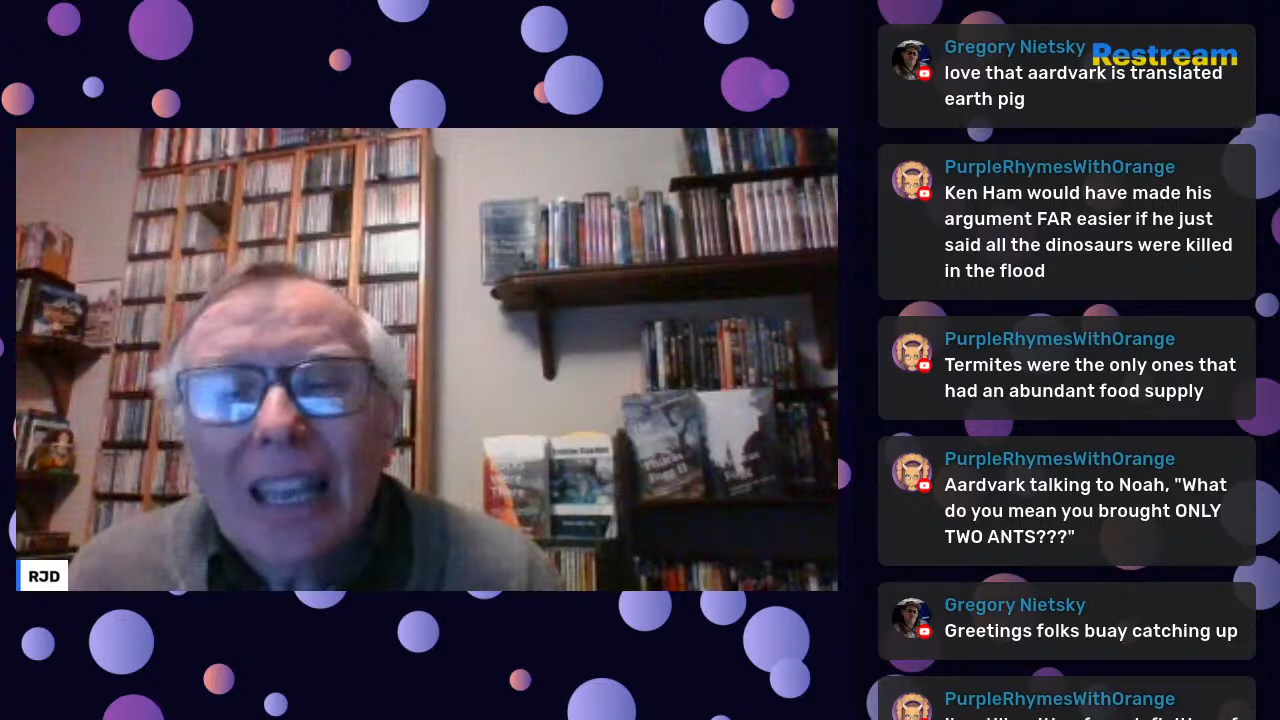 Gregory Nietsky
Restream
love that aardvark is translated
earth pig
PurpleRhymesWithOrange
Ken Ham would have made his
argument FAR easier if he just
said all the dinosaurs were killed
in the flood
PurpleRhymesWithOrange
Termites were the only ones that
had an abundant food supply
PurpleRhymesWithOrange
Aardvark talking to Noah, "What
do you mean you brought ONLY
TWO ANTS???"
RJD
Gregory Nietsky
Greetings folks buay catching up
PurpleRhymesWithOrange